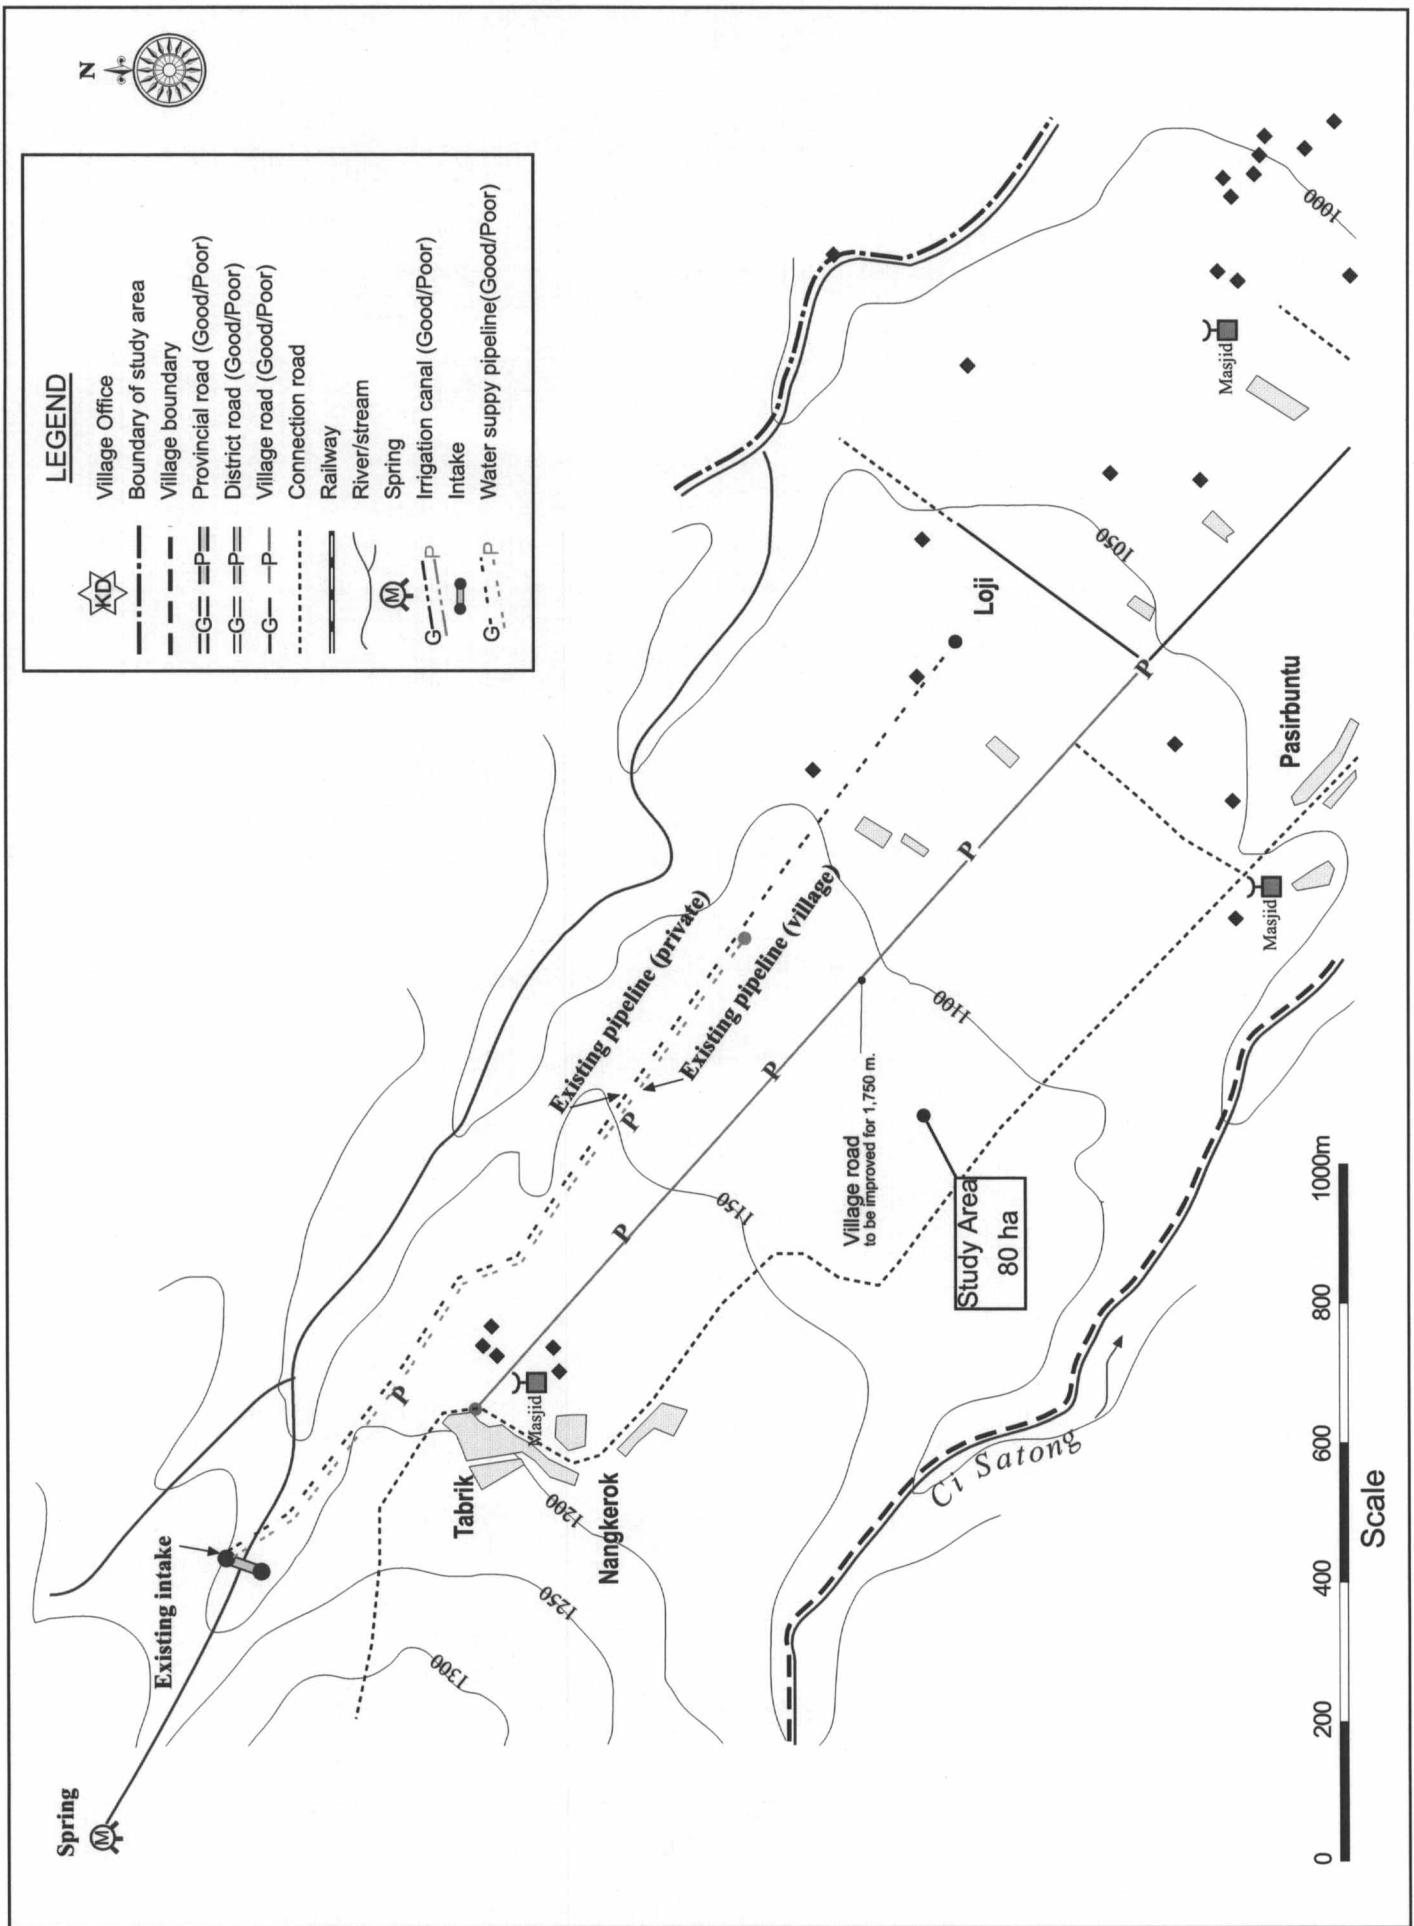 N
LEGEND
KD Village Office
Boundary of study area
Village boundary
G P Provincial road (Good/Poor)
G P District road (Good/Poor)
G P Village road (Good/Poor)
Connection road
Railway
River/stream
M Spring
G P Irrigation canal (Good/Poor)
Intake
G P Water suppy pipeline(Good/Poor)
Spring
M
Existing intake
P
Tabrik
Masjid
Nangkerok
1200
1250
1300
P
Existing pipeline (private)
Existing pipeline (village)
P
1150
P
Village road
to be improved for 1,750 m.
1100
P
Loji
1050
P
Masjid
1000
Pasirbuntu
Masjid
Study Area
80 ha
Ci Satong
0 200 400 600 800 1000m
Scale